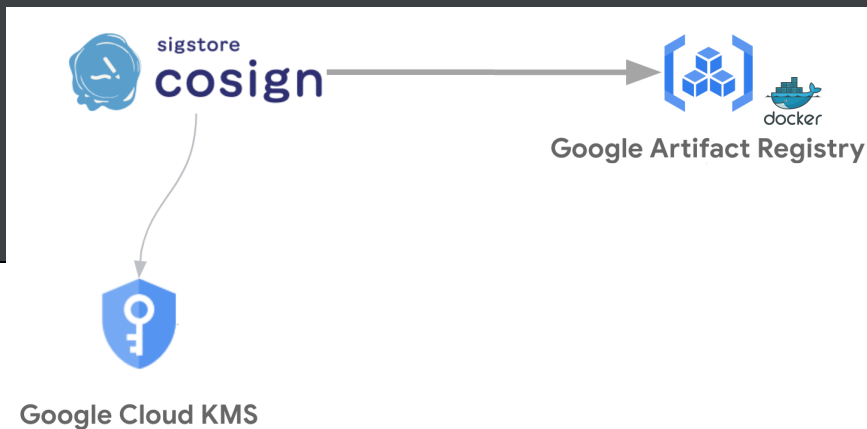 sigstore
cosign
docker
Google Artifact Registry
Google Cloud KMS